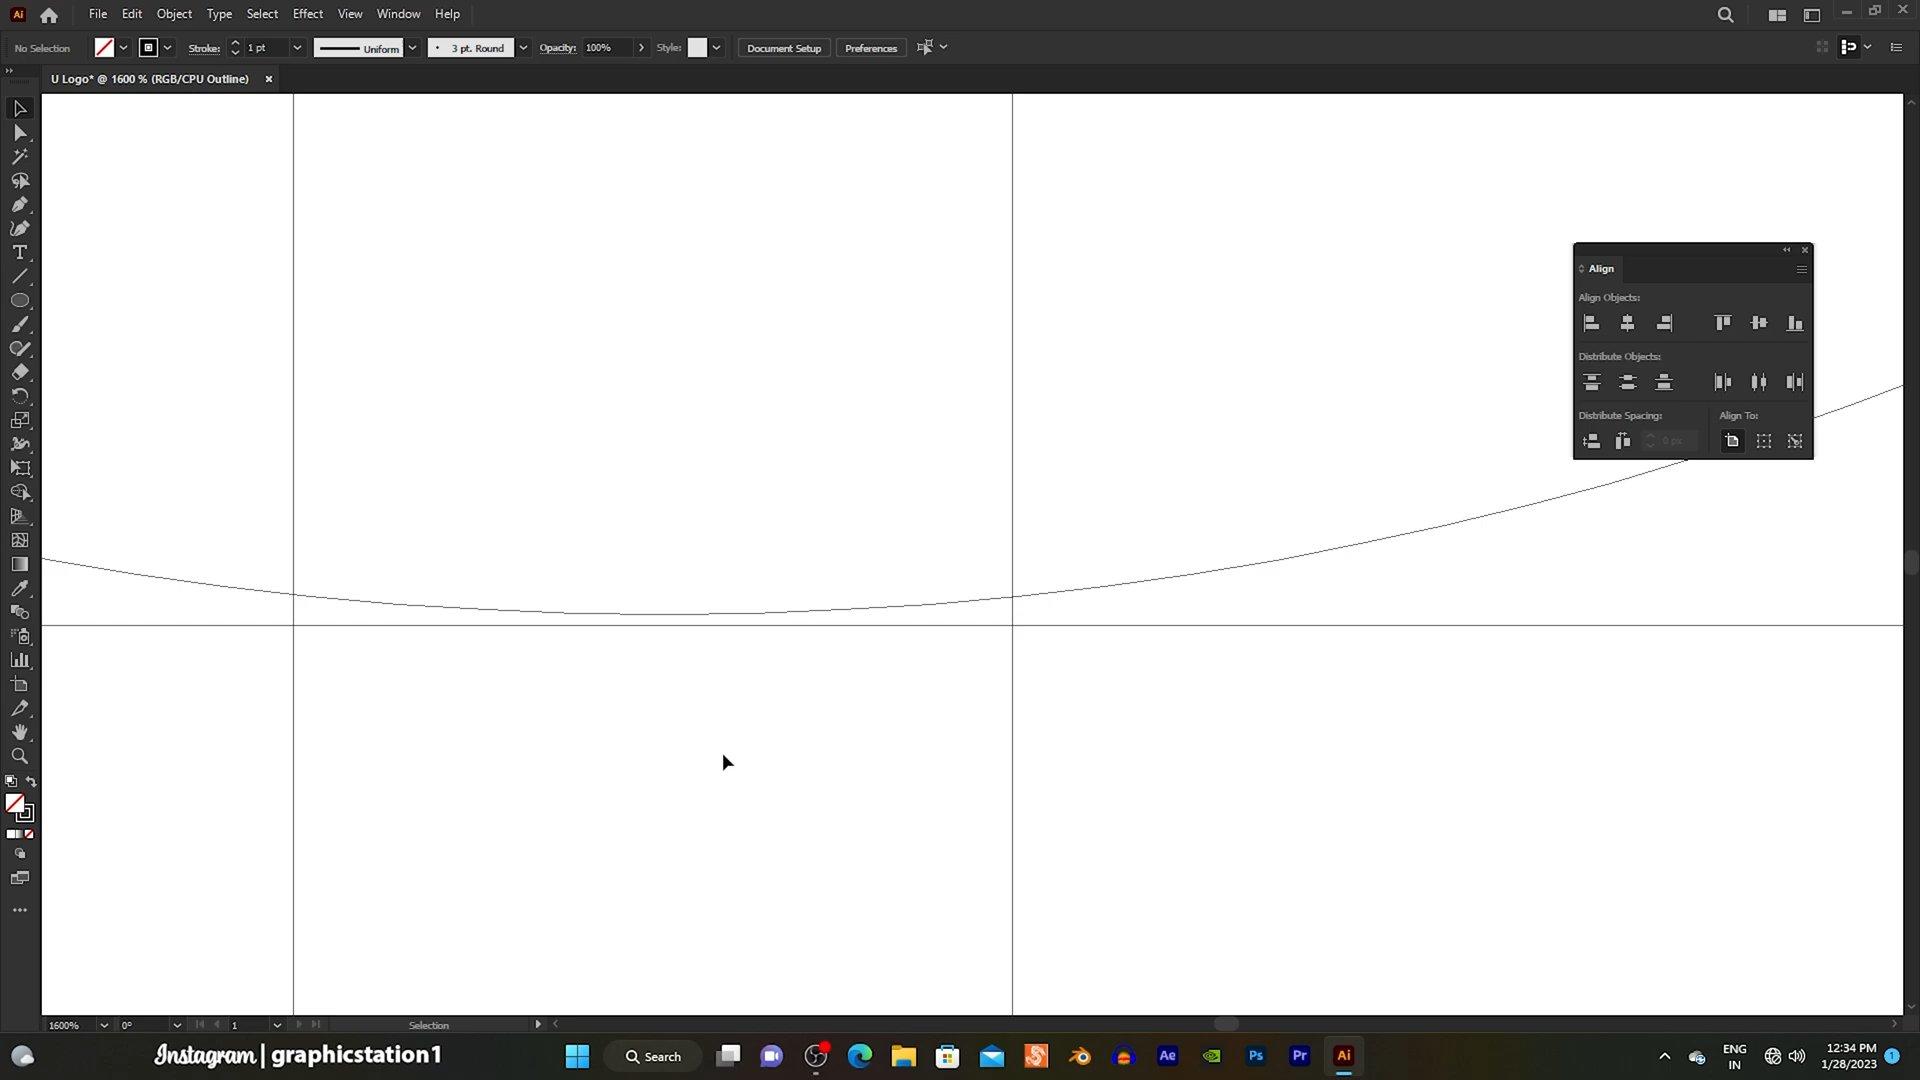 Ai File Edit Object Type Select Effect View Window Help
No Selection Stroke: 1 pt Uniform 3 pt. Round Opacity: 100% Style: Document Setup Preferences
U Logo* @ 1600 % (RGB/CPU Outline)
Align
Align Objects:
Distribute Objects:
Distribute Spacing: Align To:
0 px
1600% 0° 1 Selection
Instagram | graphicstation1
Search
Ae Ps Pr Ai
ENG
IN
12:34 PM
1/28/2023
1